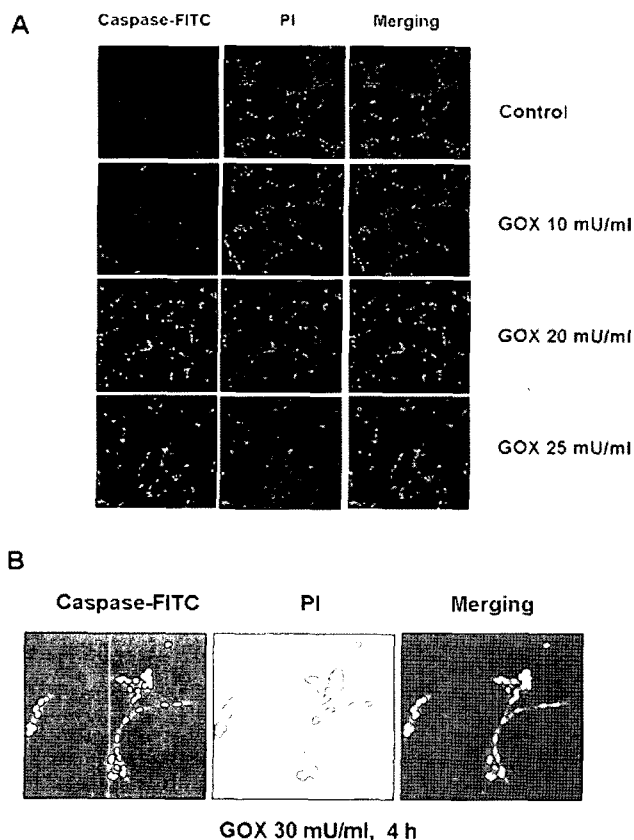 A
Caspase-FITC PI Merging
Control
GOX 10 mU/ml
GOX 20 mU/ml
GOX 25 mU/ml
B
Caspase-FITC PI Merging
GOX 30 mU/ml, 4 h